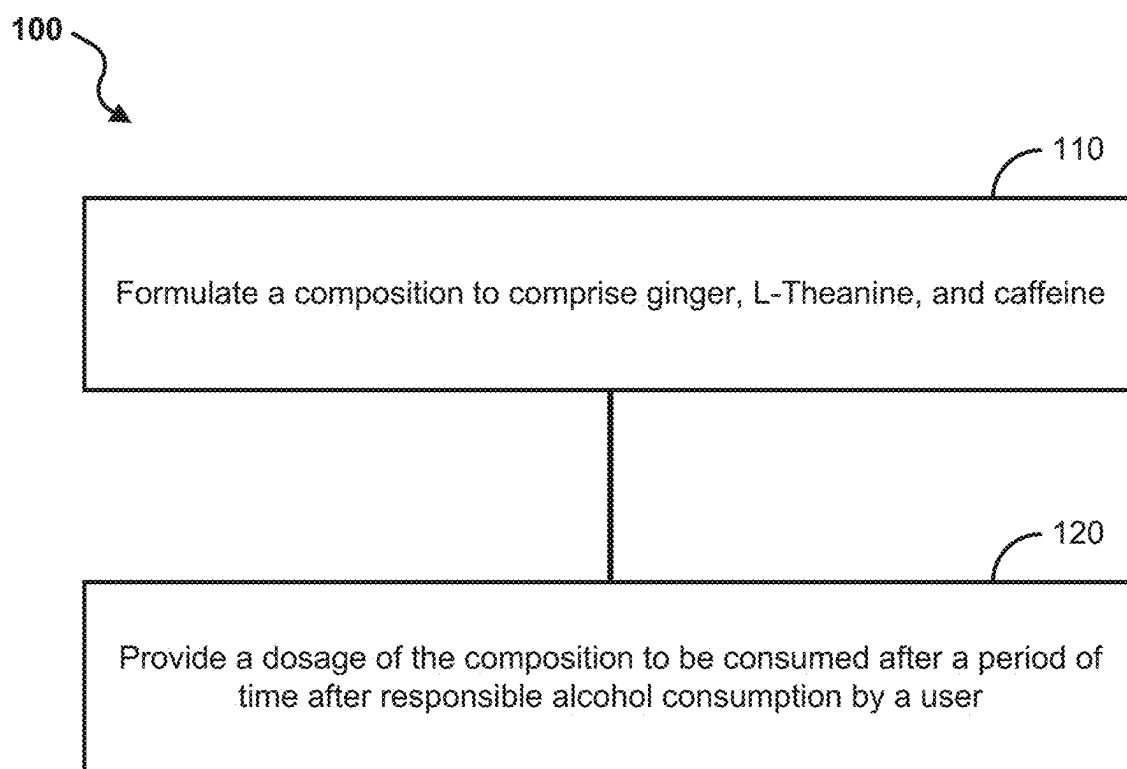 100
110
Formulate a composition to comprise ginger, L-Theanine, and caffeine
120
Provide a dosage of the composition to be consumed after a period of
time after responsible alcohol consumption by a user